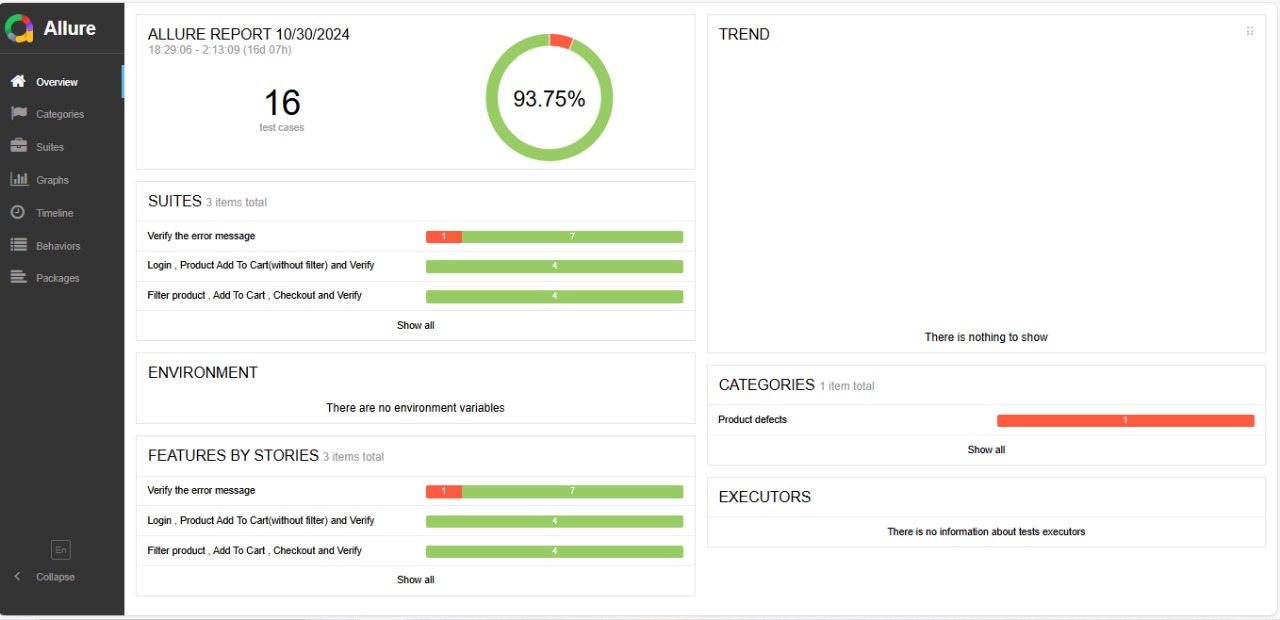 Allure
Overview
Categories
Suites
Graphs
Timeline
Behaviors
Packages
En
Collapse
ALLURE REPORT 10/30/2024
18:29:06 - 2:13:09 (16d 07h)
16
test cases
93.75%
SUITES 3 items total
Verify the error message 1 7
Login , Product Add To Cart(without filter) and Verify 4
Filter product , Add To Cart , Checkout and Verify 4
Show all
ENVIRONMENT
There are no environment variables
FEATURES BY STORIES 3 items total
Verify the error message 1 7
Login , Product Add To Cart(without filter) and Verify 4
Filter product , Add To Cart , Checkout and Verify 4
Show all
TREND
There is nothing to show
CATEGORIES 1 item total
Product defects 1
Show all
EXECUTORS
There is no information about tests executors